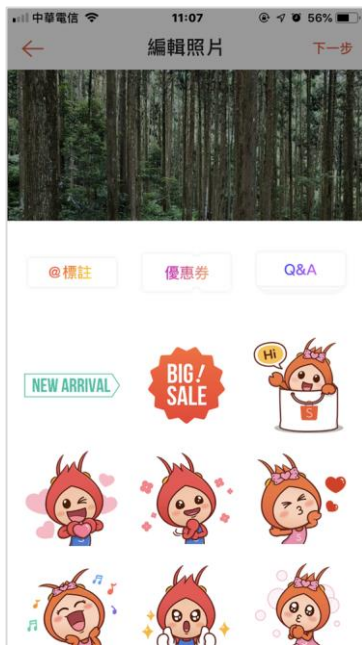 中華電信 11:07 56%
編輯照片 下一步
@標註 優惠券 Q&A
NEW ARRIVAL
BIG!
SALE
Hi
S